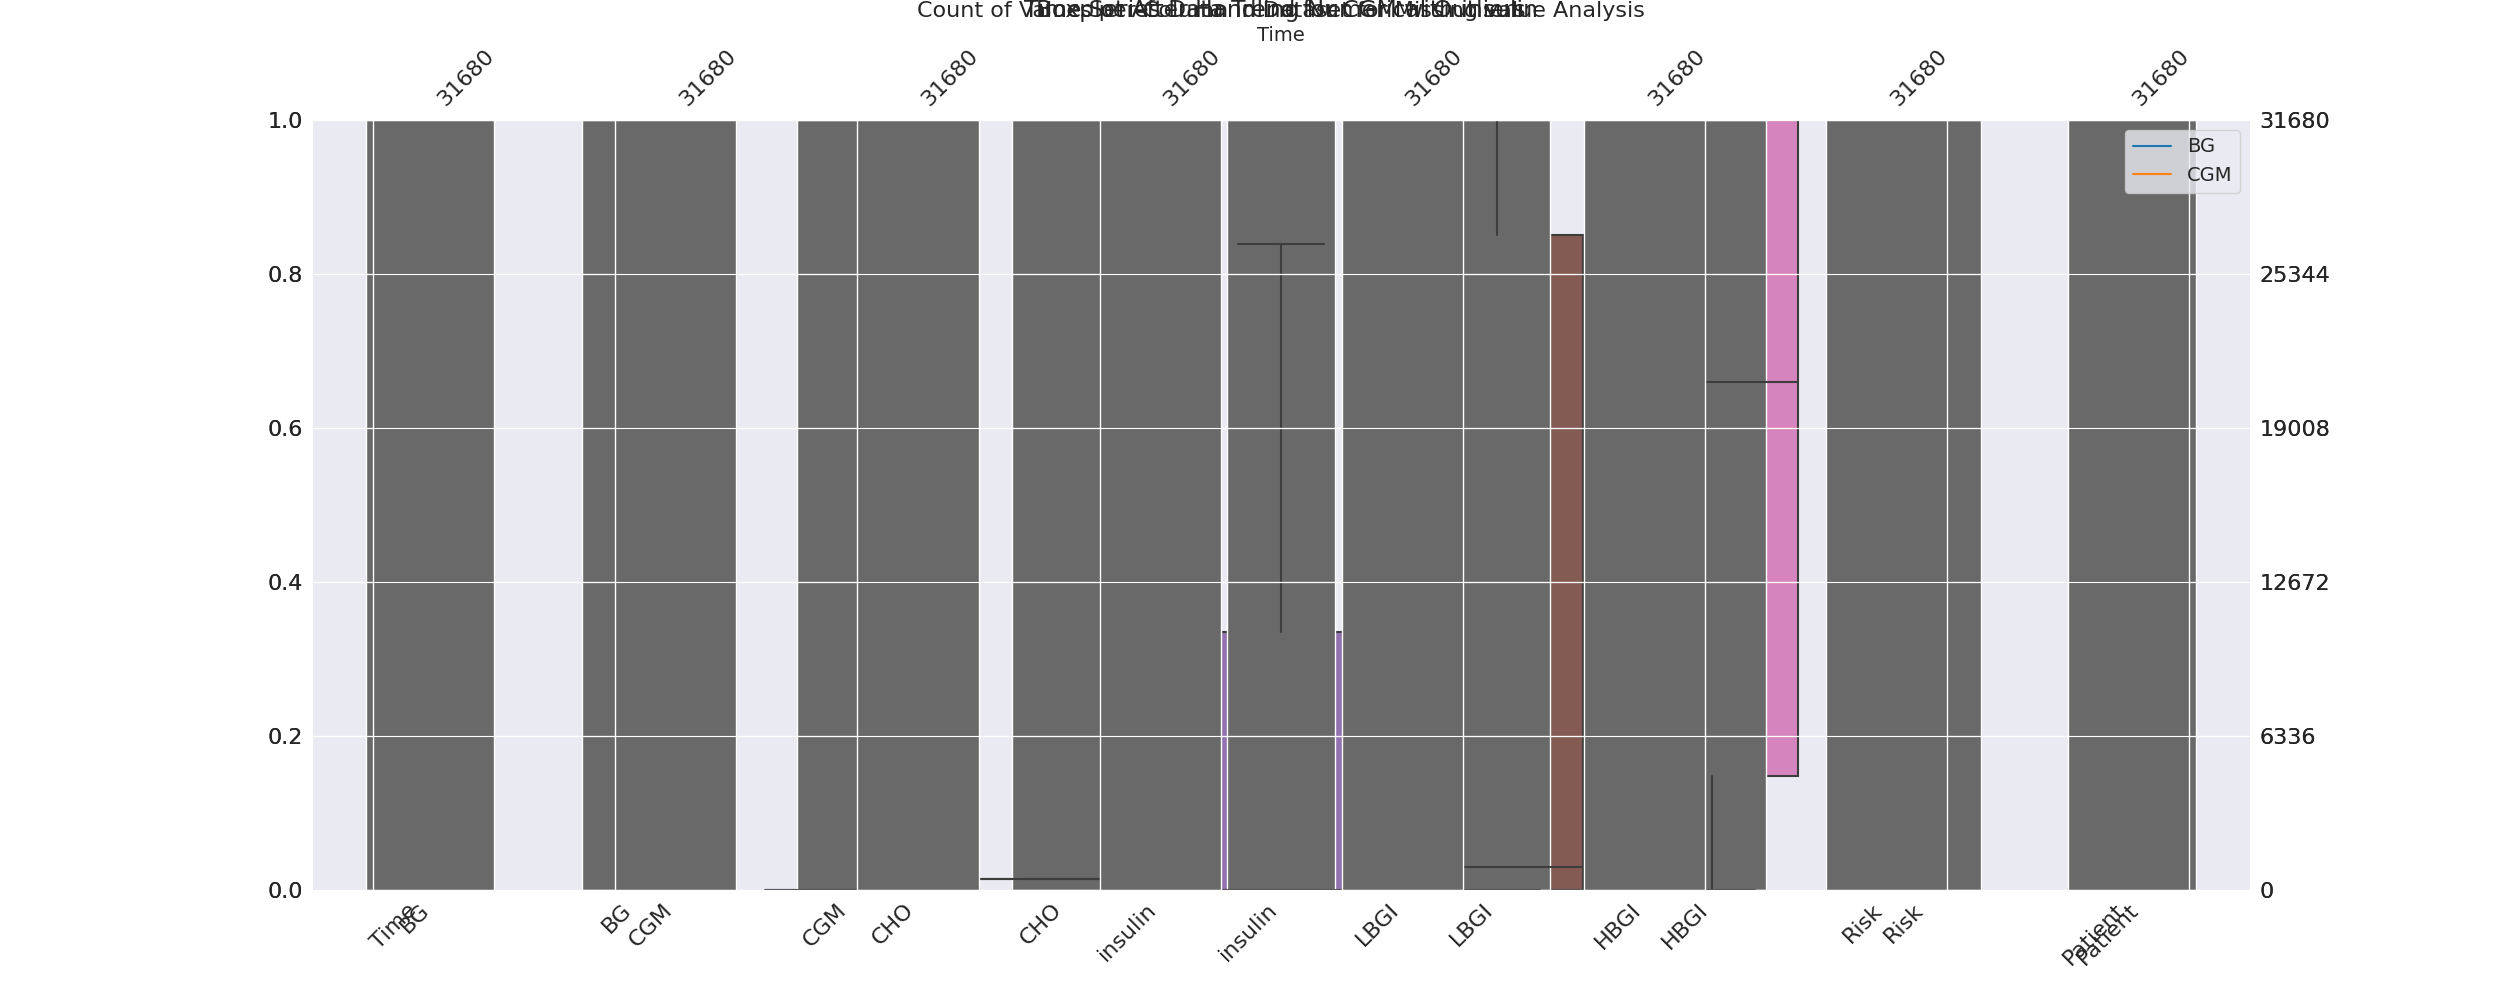 Time
31680 31680 31680 31680 31680 31680 31680 31680
1.0 31680
BG
CGM
0.8 25344
0.6 19008
0.4 12672
0.2 6336
0.0 0
Time BG BG CGM CGM CHO CHO insulin insulin LBGI LBGI HBGI HBGI Risk Risk Patient Patient